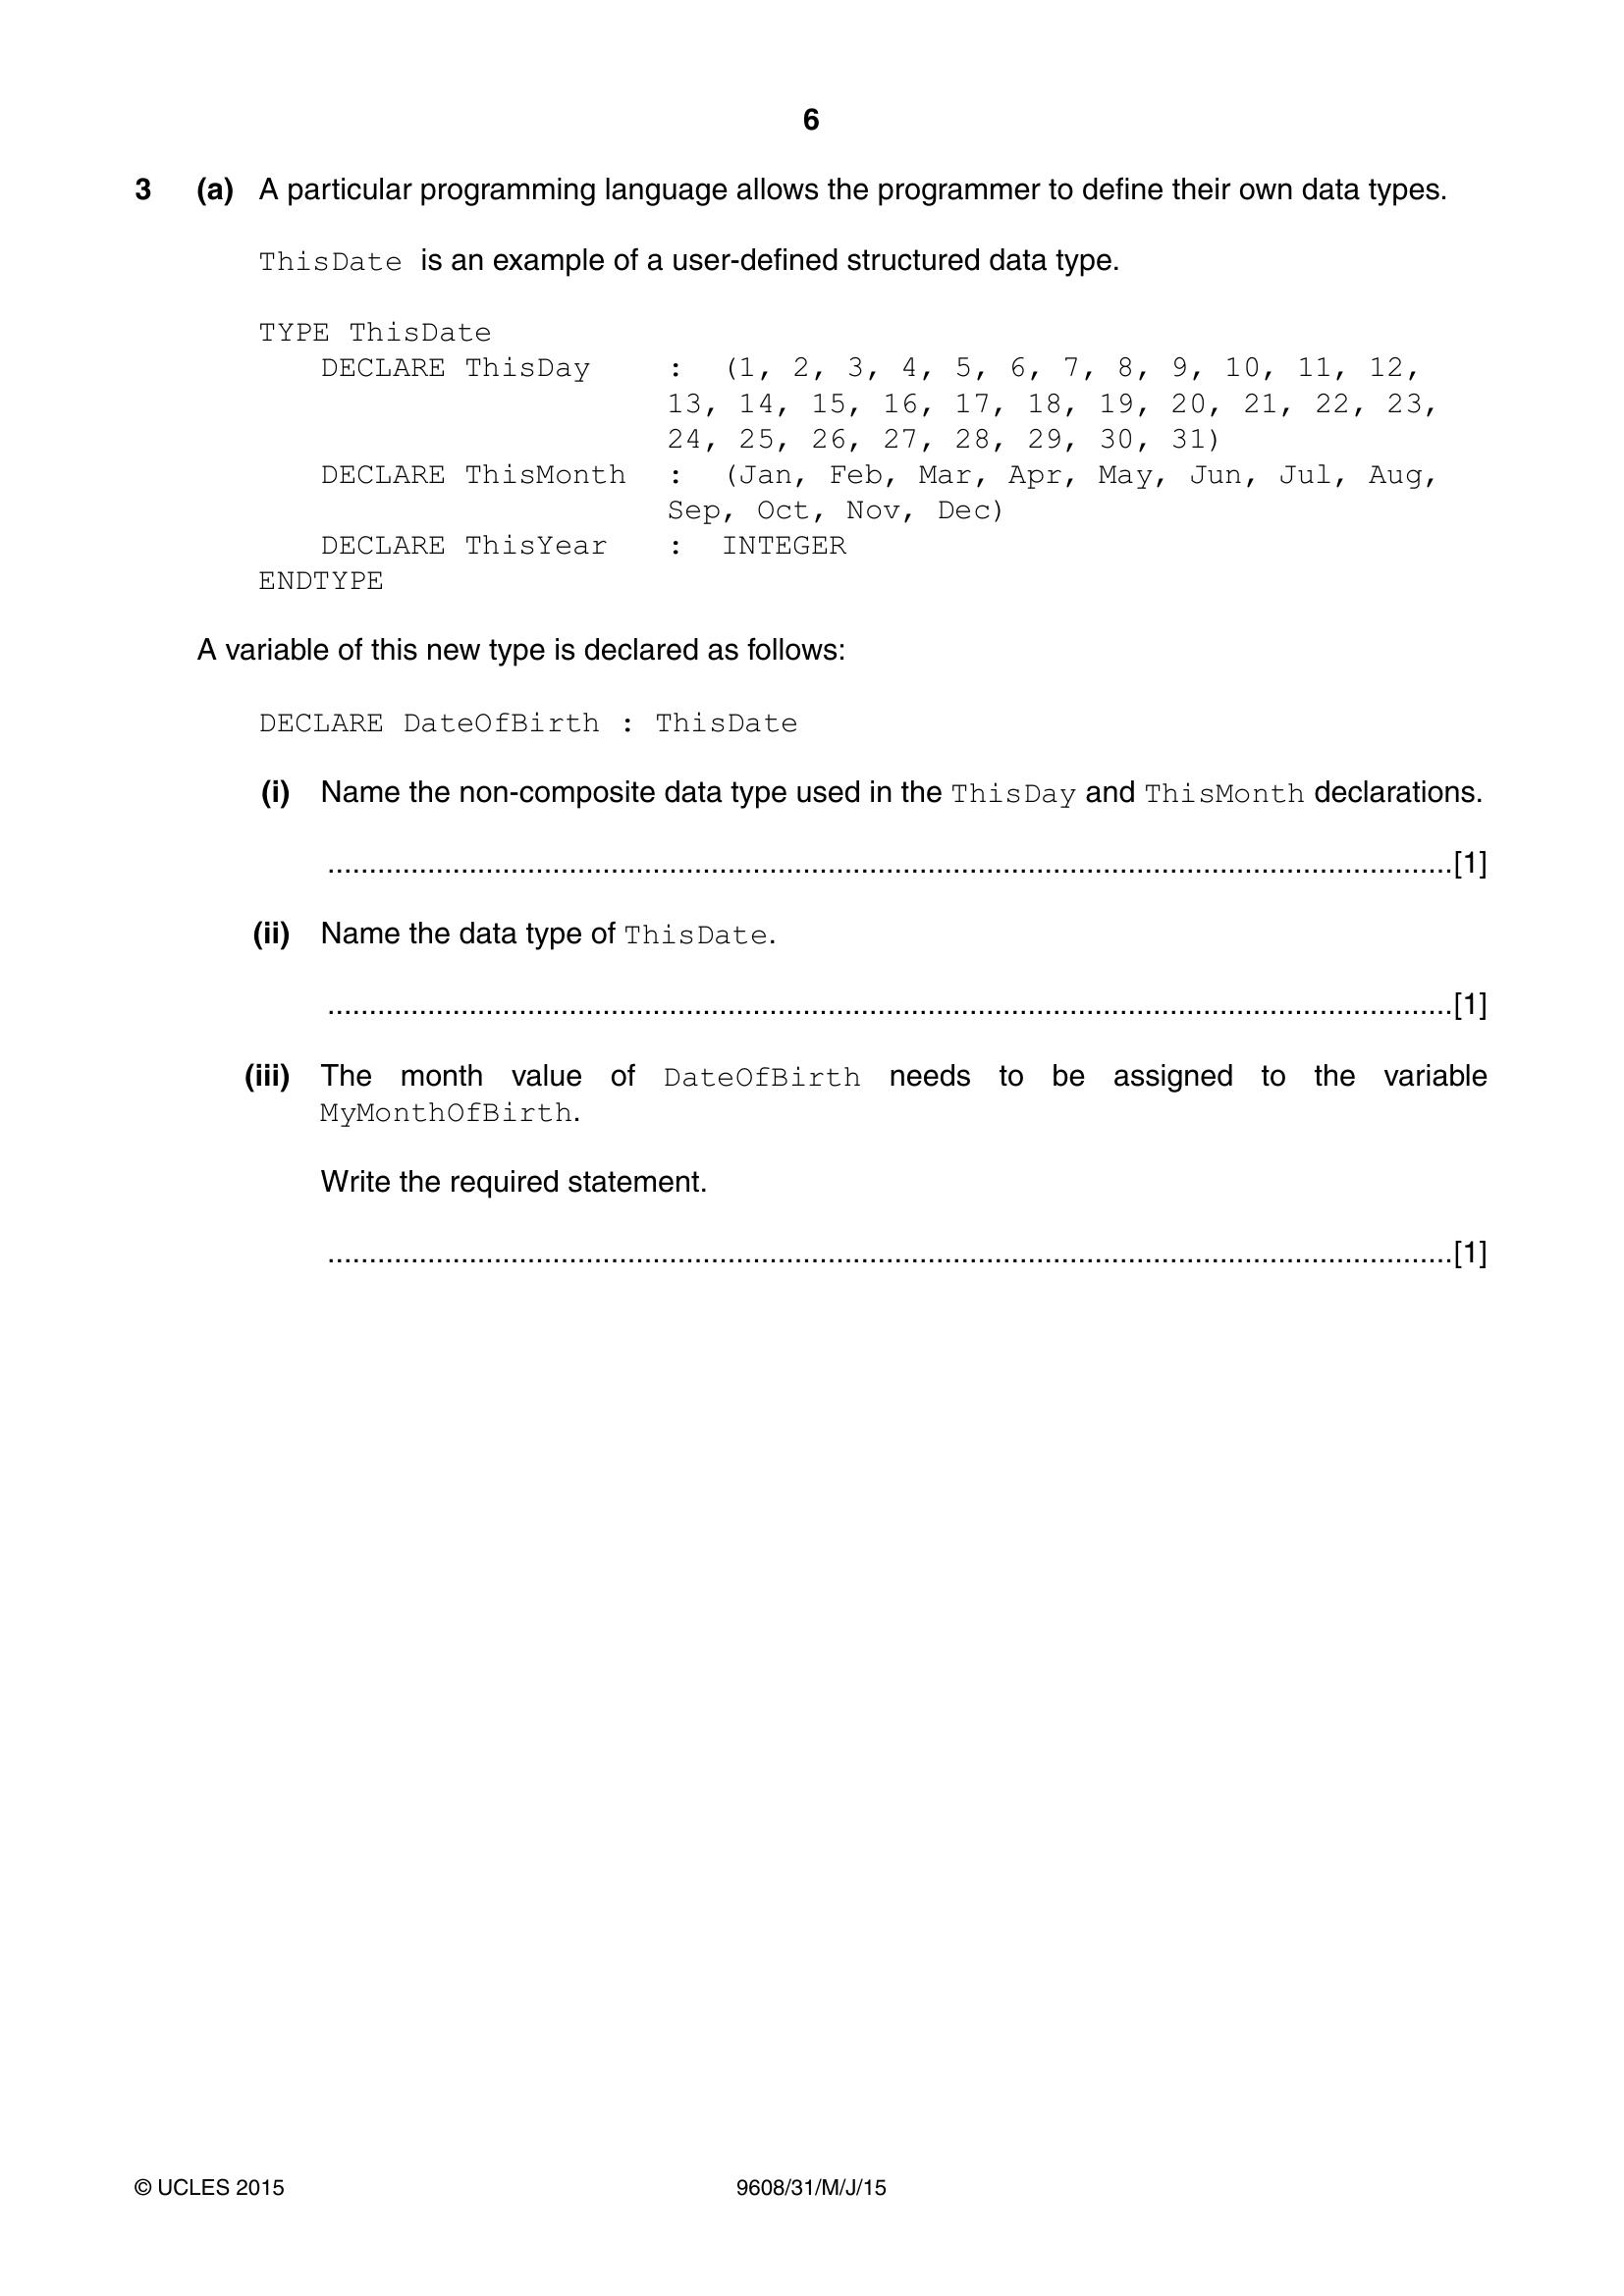 6
3 (a) A particular programming language allows the programmer to define their own data types.
ThisDate is an example of a user-defined structured data type.
TYPE ThisDate
DECLARE ThisDay : (1, 2, 3, 4, 5, 6, 7, 8, 9, 10, 11, 12,
13, 14, 15, 16, 17, 18, 19, 20, 21, 22, 23,
24, 25, 26, 27, 28, 29, 30, 31)
DECLARE ThisMonth : (Jan, Feb, Mar, Apr, May, Jun, Jul, Aug,
Sep, Oct, Nov, Dec)
DECLARE ThisYear : INTEGER
ENDTYPE
A variable of this new type is declared as follows:
DECLARE DateOfBirth : ThisDate
(i) Name the non-composite data type used in the ThisDay and ThisMonth declarations.
[1]
(ii) Name the data type of ThisDate.
[1]
(iii) The month value of DateOfBirth needs to be assigned to the variable
MyMonthOfBirth.
Write the required statement.
[1]
© UCLES 2015 9608/31/M/J/15